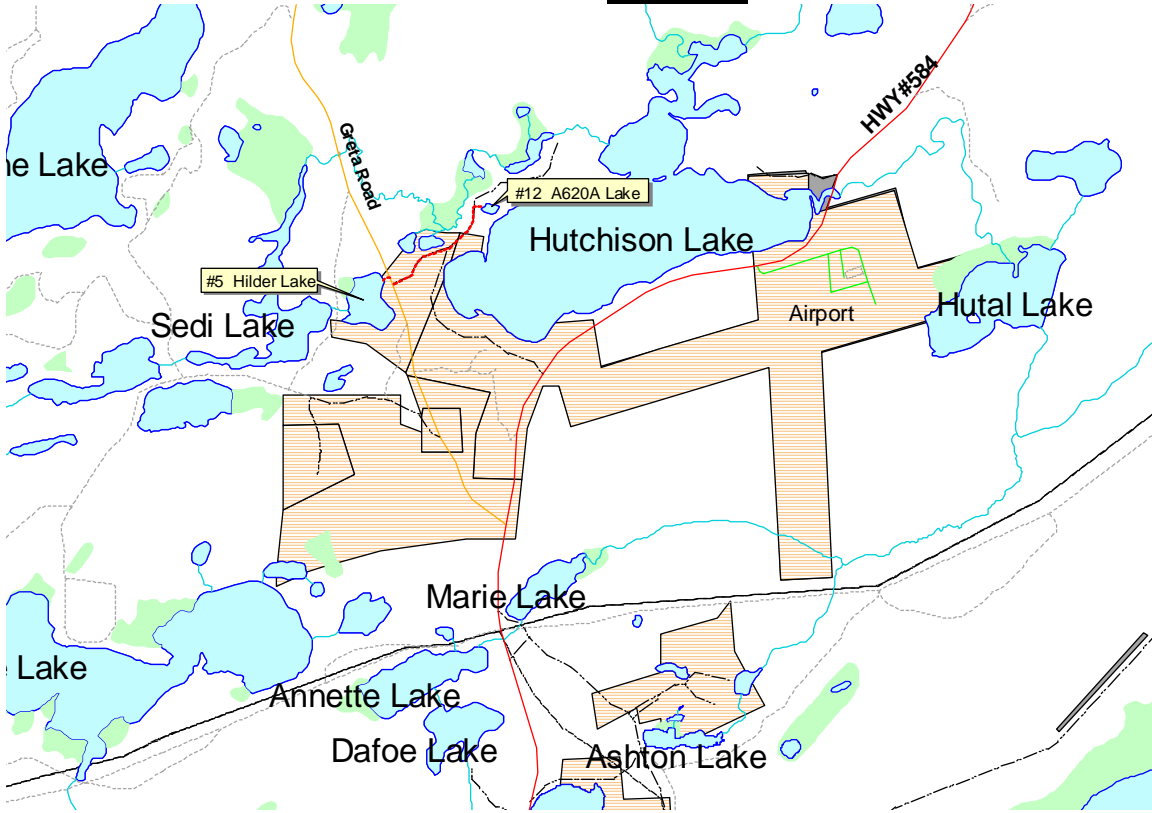 HWY#584
Greta Road
ne Lake
#12 A620A Lake
Hutchison Lake
#5 Hilder Lake
Sedi Lake
Airport
Hutal Lake
Marie Lake
Lake
Annette Lake
Dafoe Lake
Ashton Lake